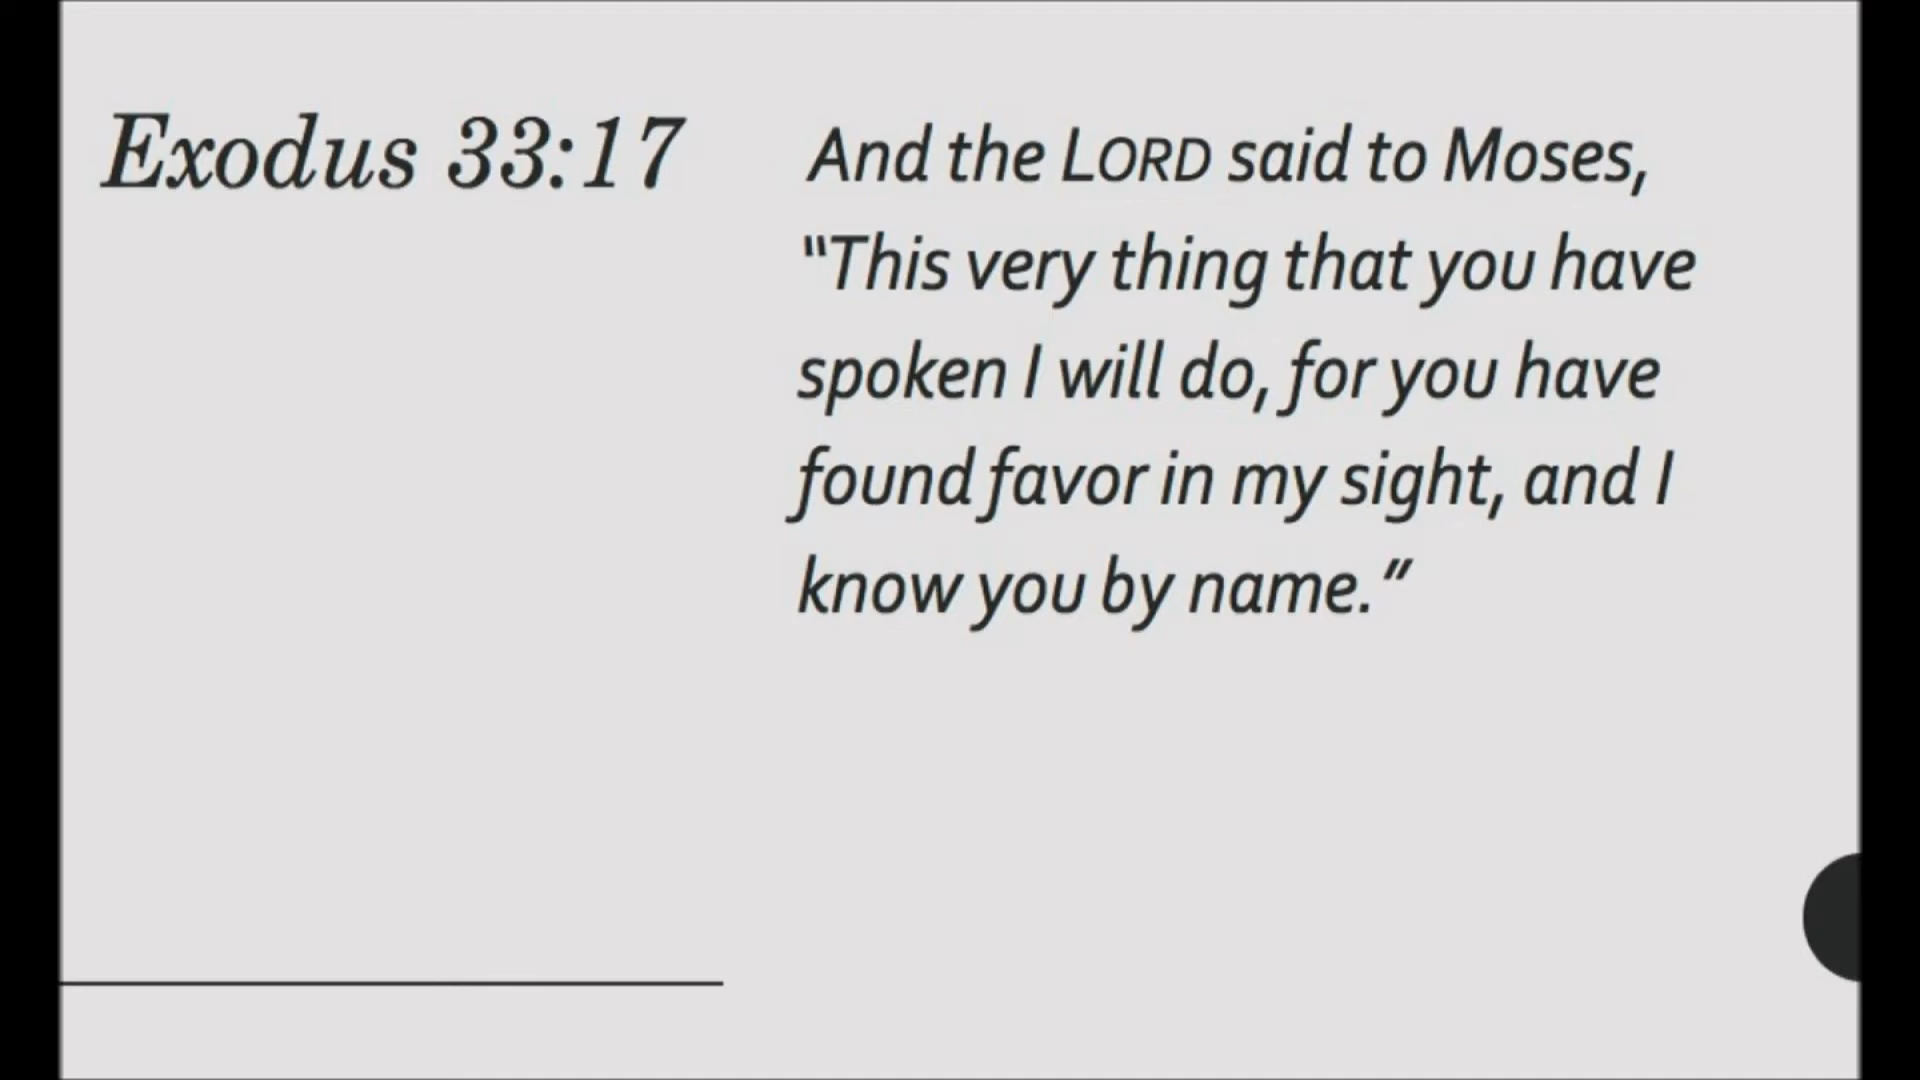 Exodus 33:17
And the LORD said to Moses,
“This very thing that you have
spoken I will do, for you have
found favor in my sight, and I
know you by name.”